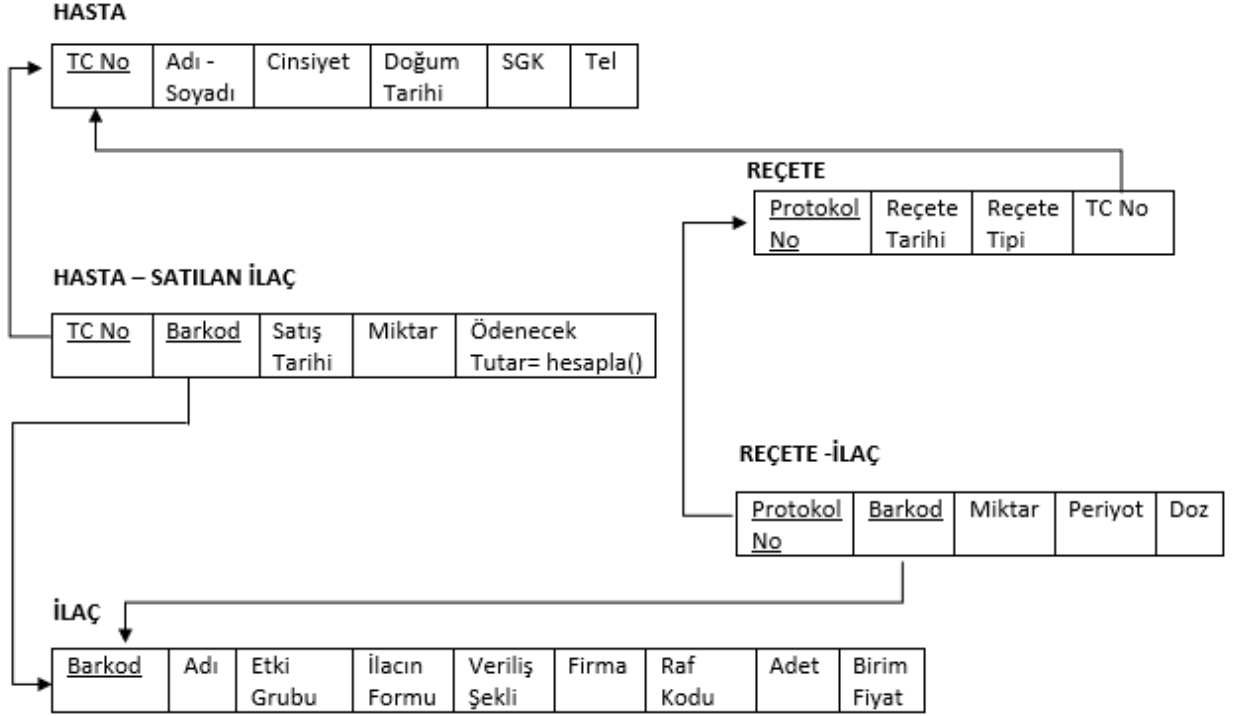 HASTA
TC No Adı - Soyadı Cinsiyet Doğum Tarihi SGK Tel
REÇETE
Protokol No Reçete Tarihi Reçete Tipi TC No
HASTA – SATILAN İLAÇ
TC No Barkod Satış Tarihi Miktar Ödenecek Tutar= hesapla()
REÇETE -İLAÇ
Protokol No Barkod Miktar Periyot Doz
İLAÇ
Barkod Adı Etki Grubu İlacın Formu Veriliş Şekli Firma Raf Kodu Adet Birim Fiyat